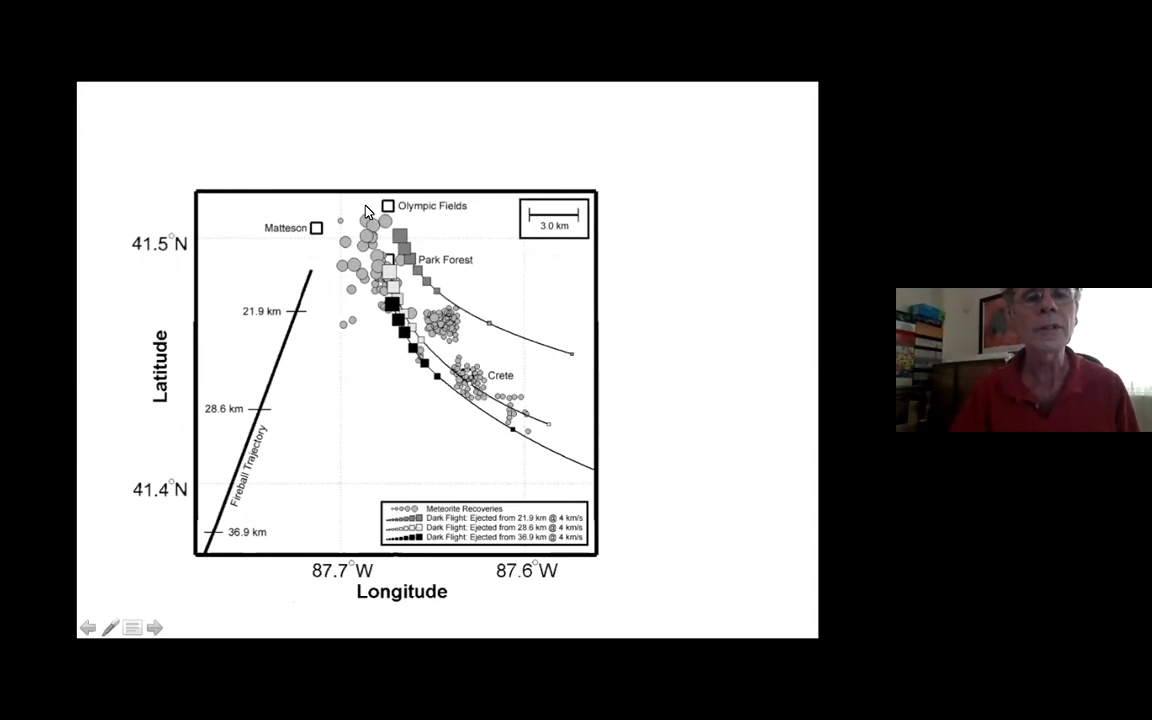 Olympic Fields
Matteson
3.0 km
41.5°N
Park Forest
21.9 km
Latitude
Crete
28.6 km
Fireball Trajectory
41.4°N
36.9 km
Meteorite Recoveries
Dark Flight: Ejected from 21.9 km @ 4 km/s
Dark Flight: Ejected from 28.6 km @ 4 km/s
Dark Flight: Ejected from 36.9 km @ 4 km/s
87.7°W
87.6°W
Longitude